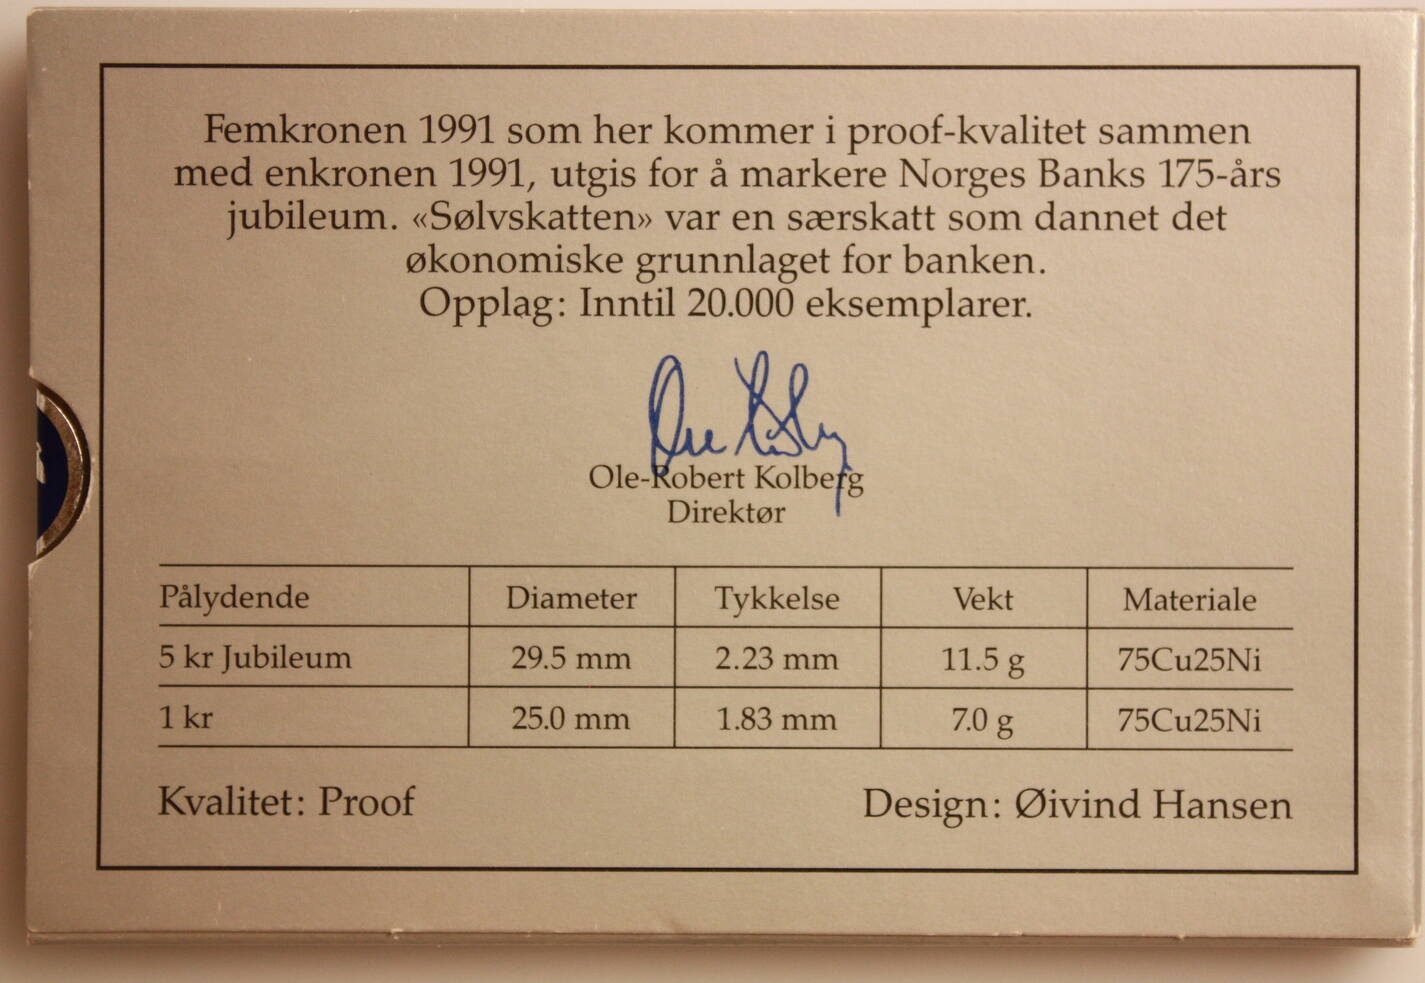 Femkronen 1991 som her kommer i proof-kvalitet sammen
med enkronen 1991, utgis for å markere Norges Banks 175-års
jubileum. «Sølvskatten» var en særskatt som dannet det
økonomiske grunnlaget for banken.
Opplag: Inntil 20.000 eksemplarer.
Ole-Robert Kolberg
Direktør
Pålydende Diameter Tykkelse Vekt Materiale
5 kr Jubileum 29.5 mm 2.23 mm 11.5 g 75Cu25Ni
1 kr 25.0 mm 1.83 mm 7.0 g 75Cu25Ni
Kvalitet: Proof Design: Øivind Hansen